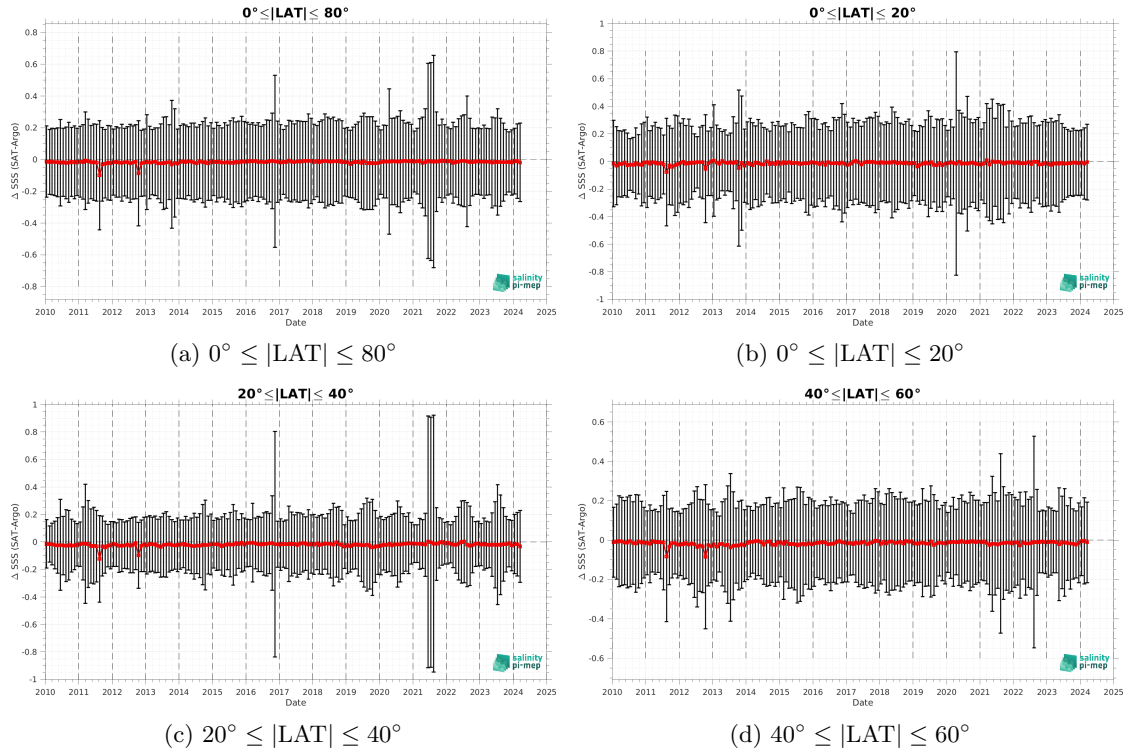 0°≤|LAT|≤ 80°
Δ SSS (SAT-Argo)
0.8
0.6
0.4
0.2
0
-0.2
-0.4
-0.6
-0.8
2010 2011 2012 2013 2014 2015 2016 2017 2018 2019 2020 2021 2022 2023 2024 2025
Date
salinity
pi-mep
(a) 0° ≤ |LAT| ≤ 80°
0°≤|LAT|≤ 20°
Δ SSS (SAT-Argo)
1
0.8
0.6
0.4
0.2
0
-0.2
-0.4
-0.6
-0.8
-1
2010 2011 2012 2013 2014 2015 2016 2017 2018 2019 2020 2021 2022 2023 2024 2025
Date
salinity
pi-mep
(b) 0° ≤ |LAT| ≤ 20°
20°≤|LAT|≤ 40°
Δ SSS (SAT-Argo)
1
0.8
0.6
0.4
0.2
0
-0.2
-0.4
-0.6
-0.8
-1
2010 2011 2012 2013 2014 2015 2016 2017 2018 2019 2020 2021 2022 2023 2024 2025
Date
salinity
pi-mep
(c) 20° ≤ |LAT| ≤ 40°
40°≤|LAT|≤ 60°
Δ SSS (SAT-Argo)
0.6
0.4
0.2
0
-0.2
-0.4
-0.6
2010 2011 2012 2013 2014 2015 2016 2017 2018 2019 2020 2021 2022 2023 2024 2025
Date
salinity
pi-mep
(d) 40° ≤ |LAT| ≤ 60°